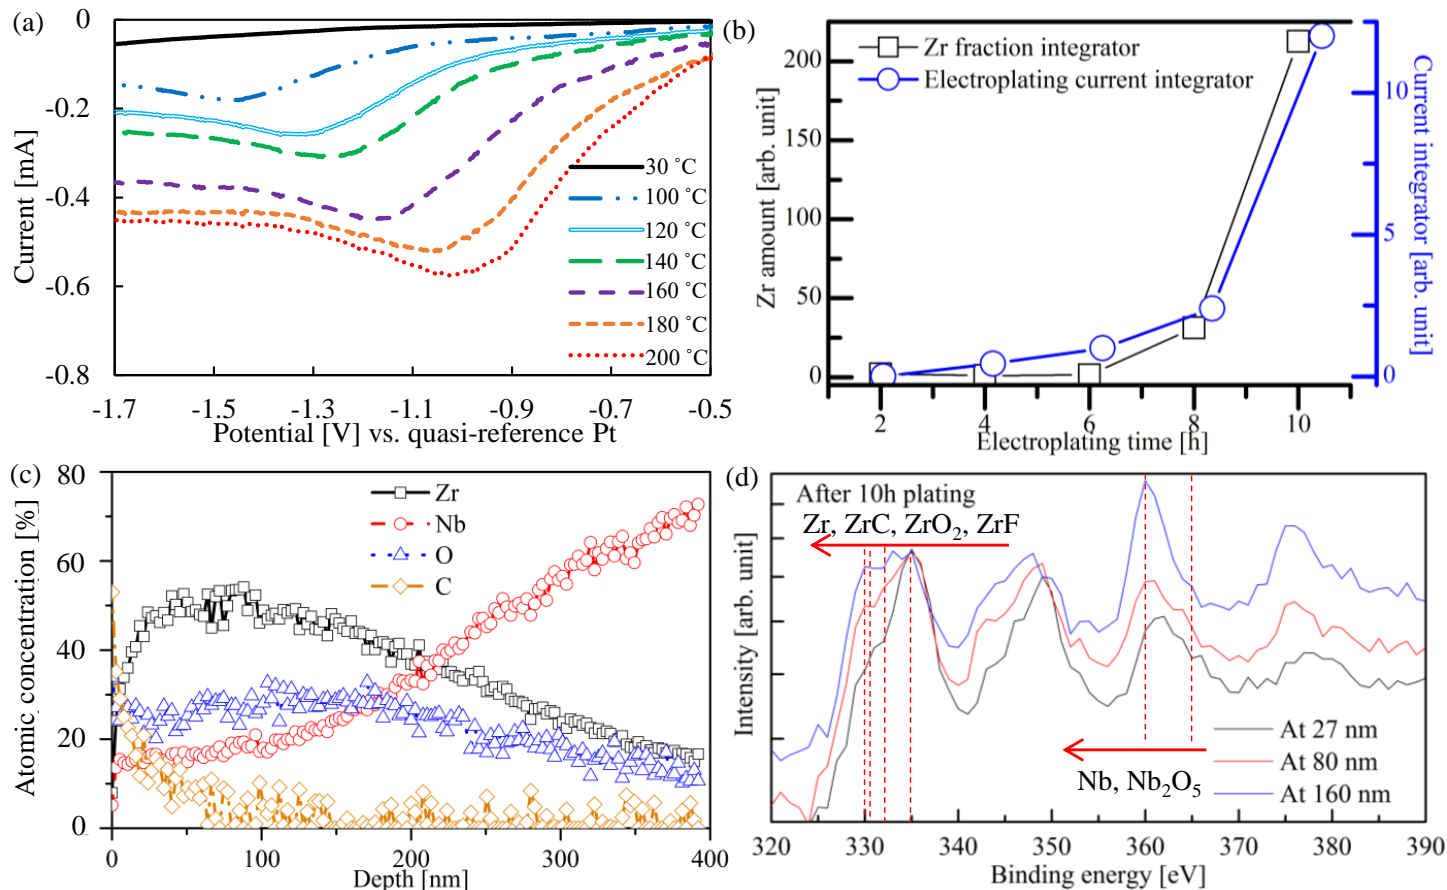 (a)
0
-0.2
-0.4
-0.6
-0.8
Current [mA]
-1.7 -1.5 -1.3 -1.1 -0.9 -0.7 -0.5
Potential [V] vs. quasi-reference Pt
30 ˚C
100 ˚C
120 ˚C
140 ˚C
160 ˚C
180 ˚C
200 ˚C
(b)
Zr fraction integrator
Electroplating current integrator
200
150
100
50
0
Zr amount [arb. unit]
10
5
0
Current integrator [arb. unit]
2 4 6 8 10
Electroplating time [h]
(c)
80
60
40
20
0
Atomic concentration [%]
Zr
Nb
O
C
0 100 200 300 400
Depth [nm]
(d)
After 10h plating
Zr, ZrC, ZrO₂, ZrF
Nb, Nb₂O₅
At 27 nm
At 80 nm
At 160 nm
Intensity [arb. unit]
320 330 340 350 360 370 380 390
Binding energy [eV]